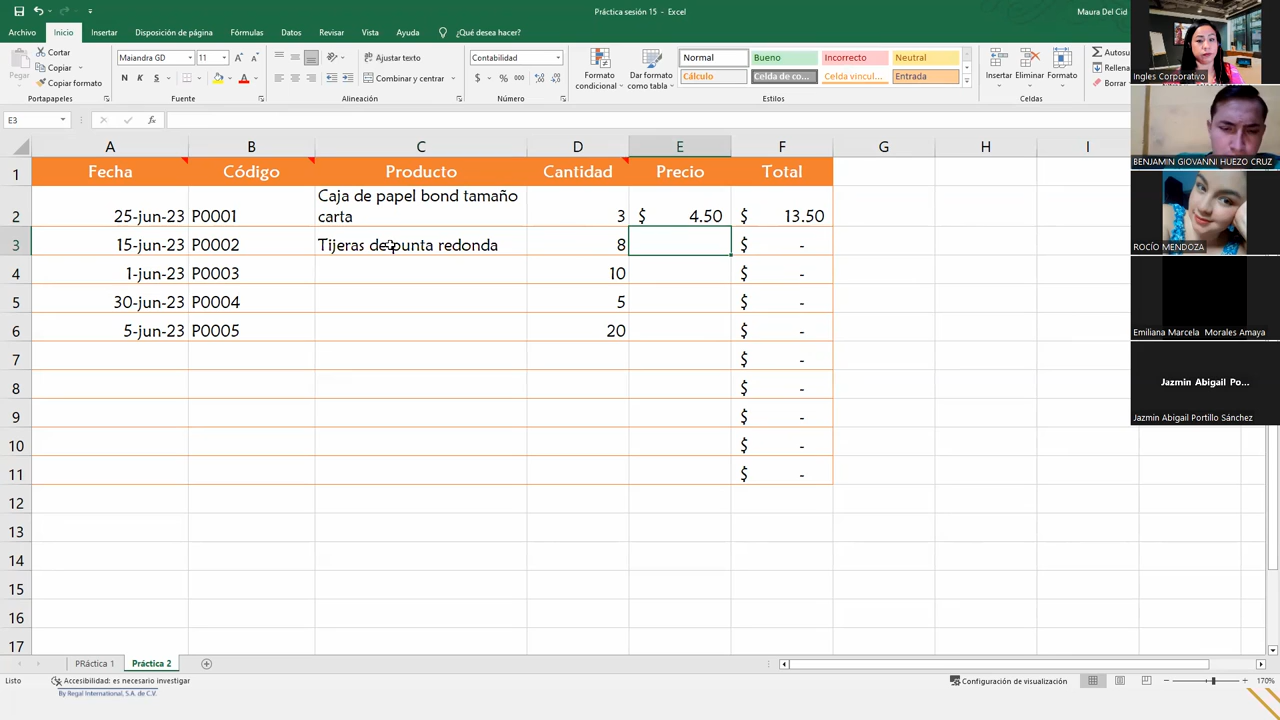 Práctica sesión 15 - Excel
Maura Del Cid
Archivo Inicio Insertar Disposición de página Fórmulas Datos Revisar Vista Ayuda ¿Qué desea hacer?
Pegar
Cortar
Copiar
Copiar formato
Portapapeles
Maiandra GD 11
N K S
Fuente
Ajustar texto
Combinar y centrar
Alineación
Contabilidad
$ % 000
Número
Formato condicional
Dar formato como tabla
Normal Bueno Incorrecto Neutral
Cálculo Celda de co... Celda vincul... Entrada
Estilos
Insertar Eliminar Formato
Celdas
Autosu
Rellena
Borrar
E3
fx
A B C D E F G H I
1 Fecha Código Producto Cantidad Precio Total
2 25-jun-23 P0001 Caja de papel bond tamaño carta 3 $ 4.50 $ 13.50
3 15-jun-23 P0002 Tijeras de punta redonda 8 $ -
4 1-jun-23 P0003 10 $ -
5 30-jun-23 P0004 5 $ -
6 5-jun-23 P0005 20 $ -
7 $ -
8 $ -
9 $ -
10 $ -
11 $ -
12
13
14
15
16
17
PRáctica 1 Práctica 2
Listo Accesibilidad: es necesario investigar
Configuración de visualización
170%
By Regal International, S.A. de C.V.
Ingles Corporativo
BENJAMIN GIOVANNI HUEZO CRUZ
ROCÍO MENDOZA
Emiliana Marcela Morales Amaya
Jazmin Abigail Po...
Jazmin Abigail Portillo Sánchez